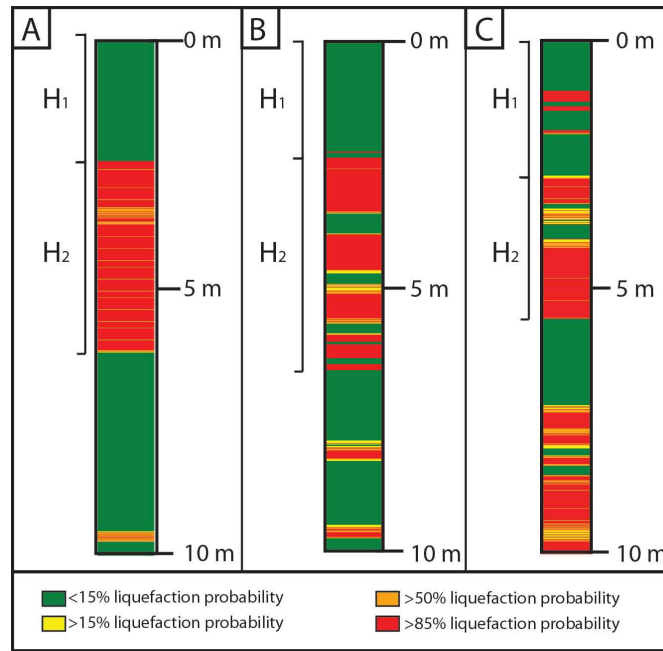 A
0 m
H1
H2
5 m
10 m
B
0 m
H1
H2
5 m
10 m
C
0 m
H1
H2
5 m
10 m
<15% liquefaction probability
>50% liquefaction probability
>15% liquefaction probability
>85% liquefaction probability